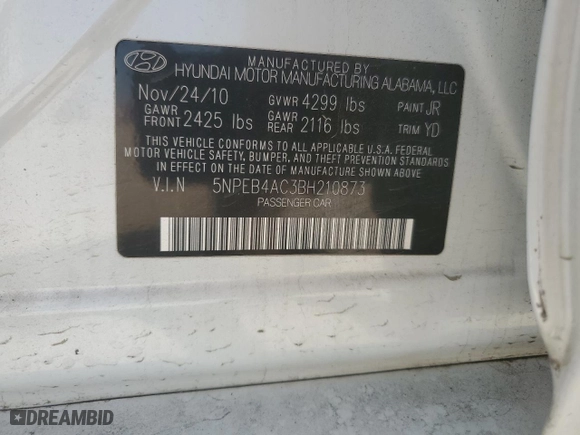 MANUFACTURED BY
HYUNDAI MOTOR MANUFACTURING ALABAMA, LLC
Nov/24/10 GVWR 4299 lbs PAINT JR
GAWR FRONT 2425 lbs GAWR REAR 2116 lbs TRIM YD
THIS VEHICLE CONFORMS TO ALL APPLICABLE U.S.A. FEDERAL
MOTOR VEHICLE SAFETY, BUMPER, AND THEFT PREVENTION STANDARDS
IN EFFECT ON THE DATE OF MANUFACTURE SHOWN ABOVE
V.I.N 5NPEB4AC3BH210873
PASSENGER CAR
DREAMBID